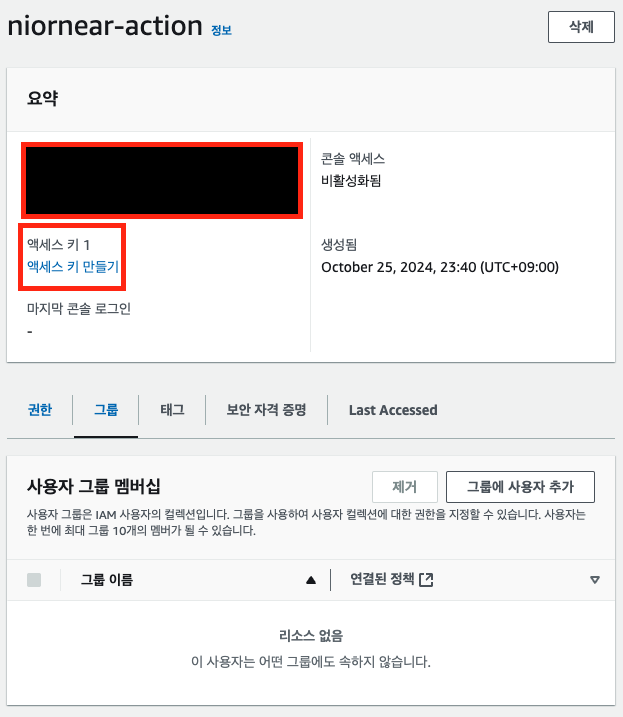 niornear-action 정보
삭제
요약
콘솔 액세스
비활성화됨
액세스 키 1
액세스 키 만들기
생성됨
October 25, 2024, 23:40 (UTC+09:00)
마지막 콘솔 로그인
-
권한
그룹
태그
보안 자격 증명
Last Accessed
사용자 그룹 멤버십
제거
그룹에 사용자 추가
사용자 그룹은 IAM 사용자의 컬렉션입니다. 그룹을 사용하여 사용자 컬렉션에 대한 권한을 지정할 수 있습니다. 사용자는
한 번에 최대 그룹 10개의 멤버가 될 수 있습니다.
그룹 이름
연결된 정책
리소스 없음
이 사용자는 어떤 그룹에도 속하지 않습니다.